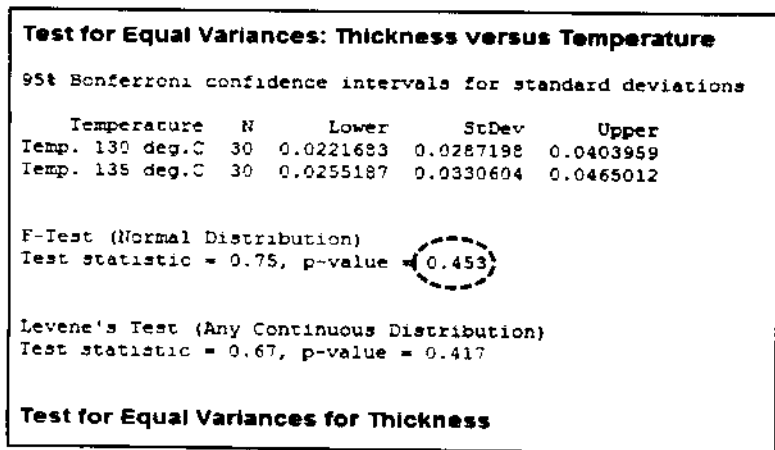 Test for Equal Variances: Thickness versus Temperature
95% Bonferroni confidence intervals for standard deviations
Temperature N Lower StDev Upper
Temp. 130 deg.C 30 0.0221683 0.0287198 0.0403959
Temp. 135 deg.C 30 0.0255187 0.0330604 0.0465012
F-Test (Normal Distribution)
Test statistic = 0.75, p-value = 0.453
Levene's Test (Any Continuous Distribution)
Test statistic = 0.67, p-value = 0.417
Test for Equal Variances for Thickness